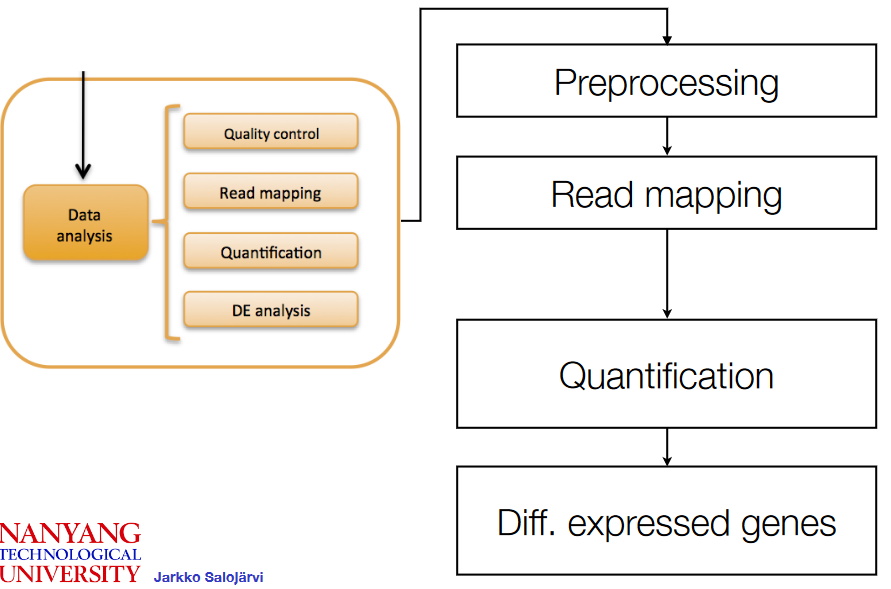 Data
analysis
Quality control
Read mapping
Quantification
DE analysis
Preprocessing
Read mapping
Quantification
Diff. expressed genes
NANYANG
TECHNOLOGICAL
UNIVERSITY
Jarkko Salojärvi